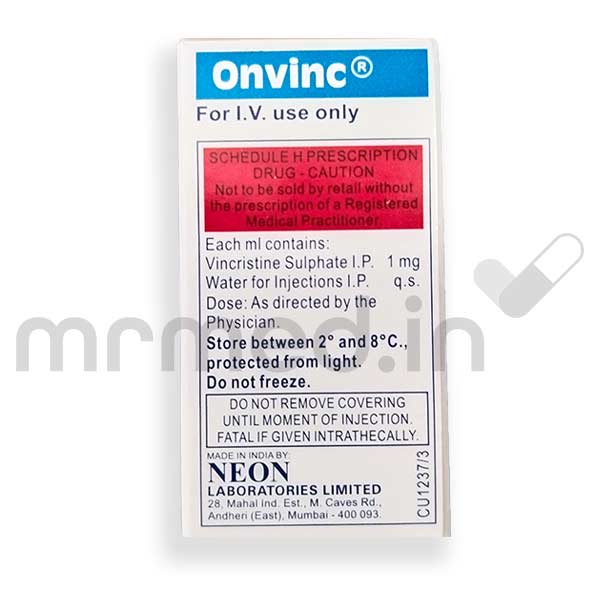 Onvinc®
For I.V. use only
SCHEDULE H PRESCRIPTION
DRUG - CAUTION
Not to be sold by retail without
the prescription of a Registered
Medical Practitioner.
Each ml contains:
Vincristine Sulphate I.P. 1 mg
Water for Injections I.P. q.s.
Dose: As directed by the
Physician.
Store between 2° and 8°C.,
protected from light.
Do not freeze.
DO NOT REMOVE COVERING
UNTIL MOMENT OF INJECTION.
FATAL IF GIVEN INTRATHECALLY.
MADE IN INDIA BY:
NEON
LABORATORIES LIMITED
28, Mahal Ind. Est., M. Caves Rd.,
Andheri (East), Mumbai - 400 093.
CU1237/3
mrmed.in